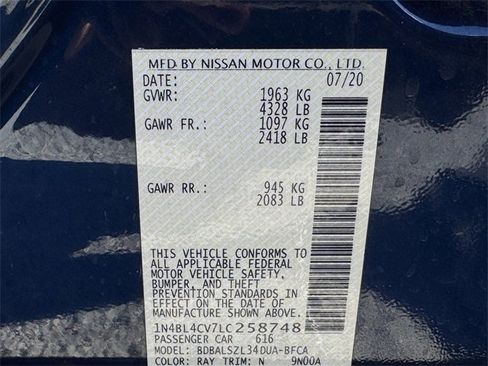 MFD BY NISSAN MOTOR CO., LTD.
DATE: 07/20
GVWR: 1963 KG
4328 LB
GAWR FR.: 1097 KG
2418 LB
GAWR RR.: 945 KG
2083 LB
THIS VEHICLE CONFORMS TO
ALL APPLICABLE FEDERAL
MOTOR VEHICLE SAFETY,
BUMPER, AND THEFT
PREVENTION STANDARDS IN
EFFECT ON THE DATE OF
MANUFACTURE SHOWN ABOVE.
1N4BL4CV7LC258748
PASSENGER CAR 616
MODEL: BDBALSZL34DUA-BFCA
COLOR: RAY TRIM: N 9N00A